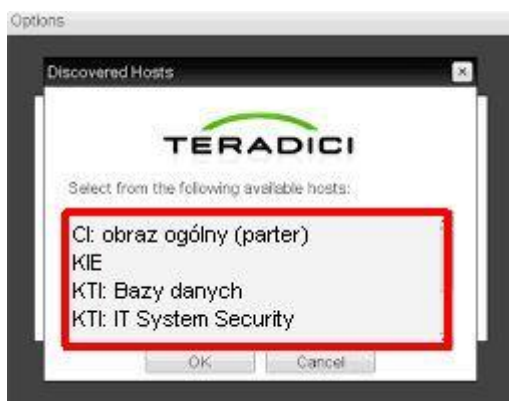 Options
Discovered Hosts
TERADICI
Select from the following available hosts:
CI: obraz ogólny (parter)
KIE
KTI: Bazy danych
KTI: IT System Security
OK Cancel